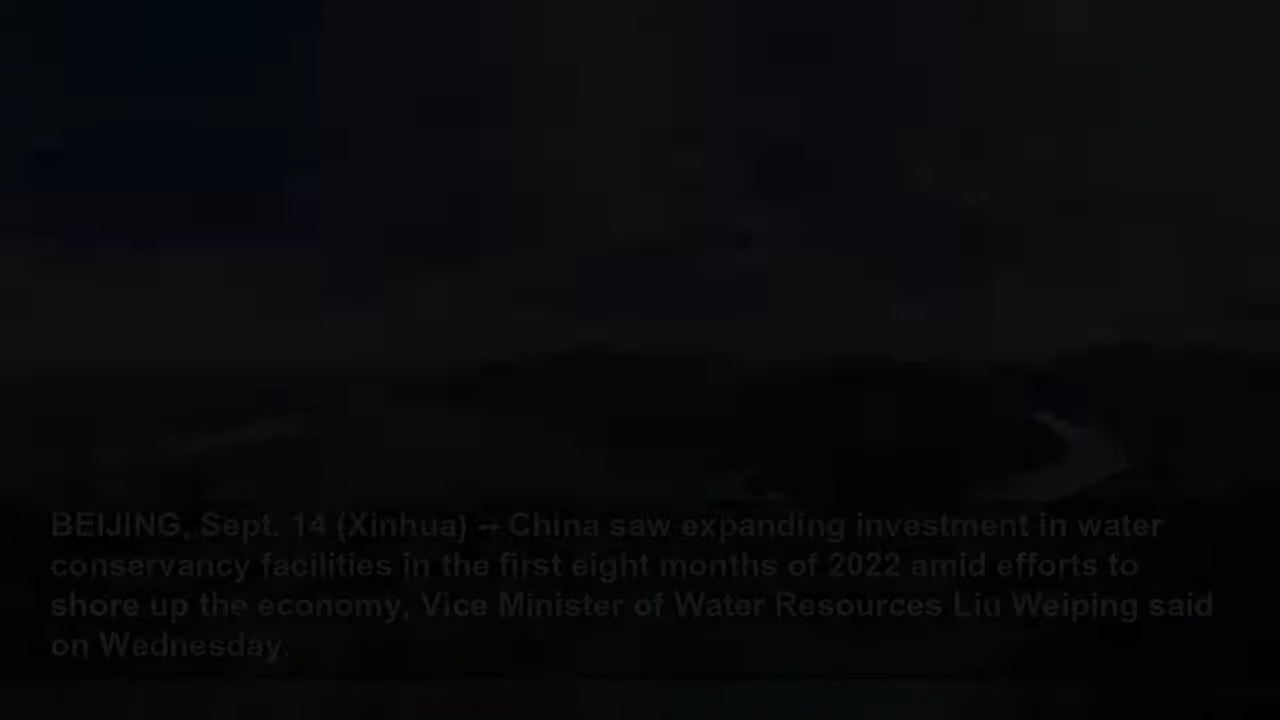 BEIJING, Sept. 14 (Xinhua) -- China saw expanding investment in water
conservancy facilities in the first eight months of 2022 amid efforts to
shore up the economy, Vice Minister of Water Resources Liu Weiping said
on Wednesday.